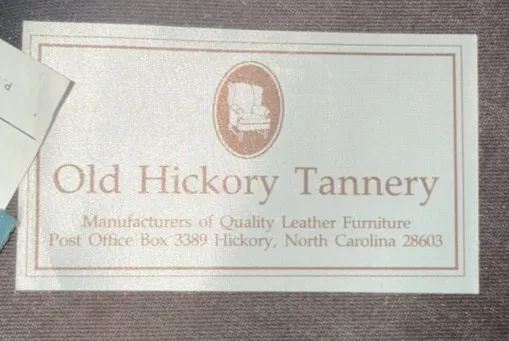 Old Hickory Tannery
Manufacturers of Quality Leather Furniture
Post Office Box 3389 Hickory, North Carolina 28603